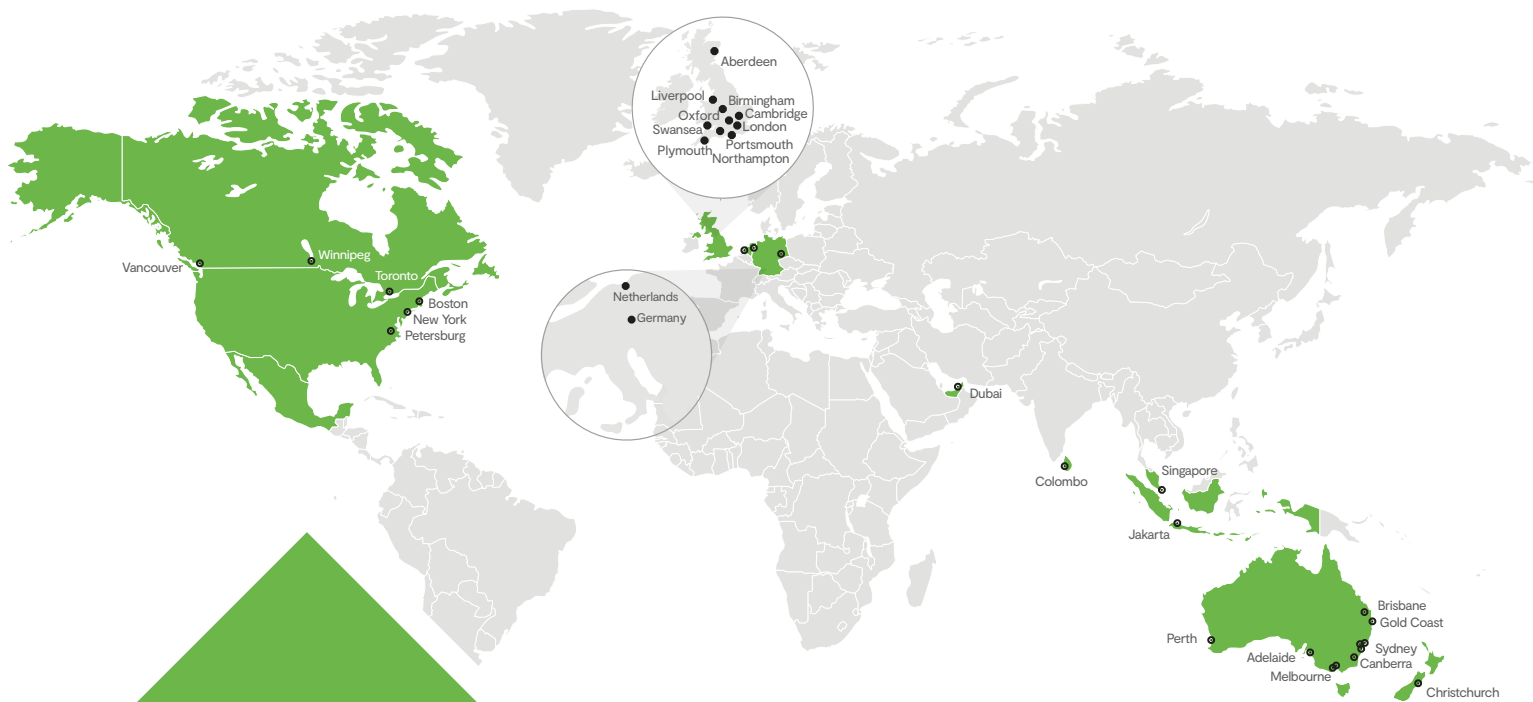 Aberdeen
Liverpool
Birmingham
Oxford
Cambridge
Swansea
London
Portsmouth
Plymouth
Northampton
Winnipeg
Vancouver
Toronto
Boston
New York
Petersburg
Netherlands
Germany
Dubai
Colombo
Singapore
Jakarta
Brisbane
Gold Coast
Perth
Sydney
Adelaide
Canberra
Melbourne
Christchurch